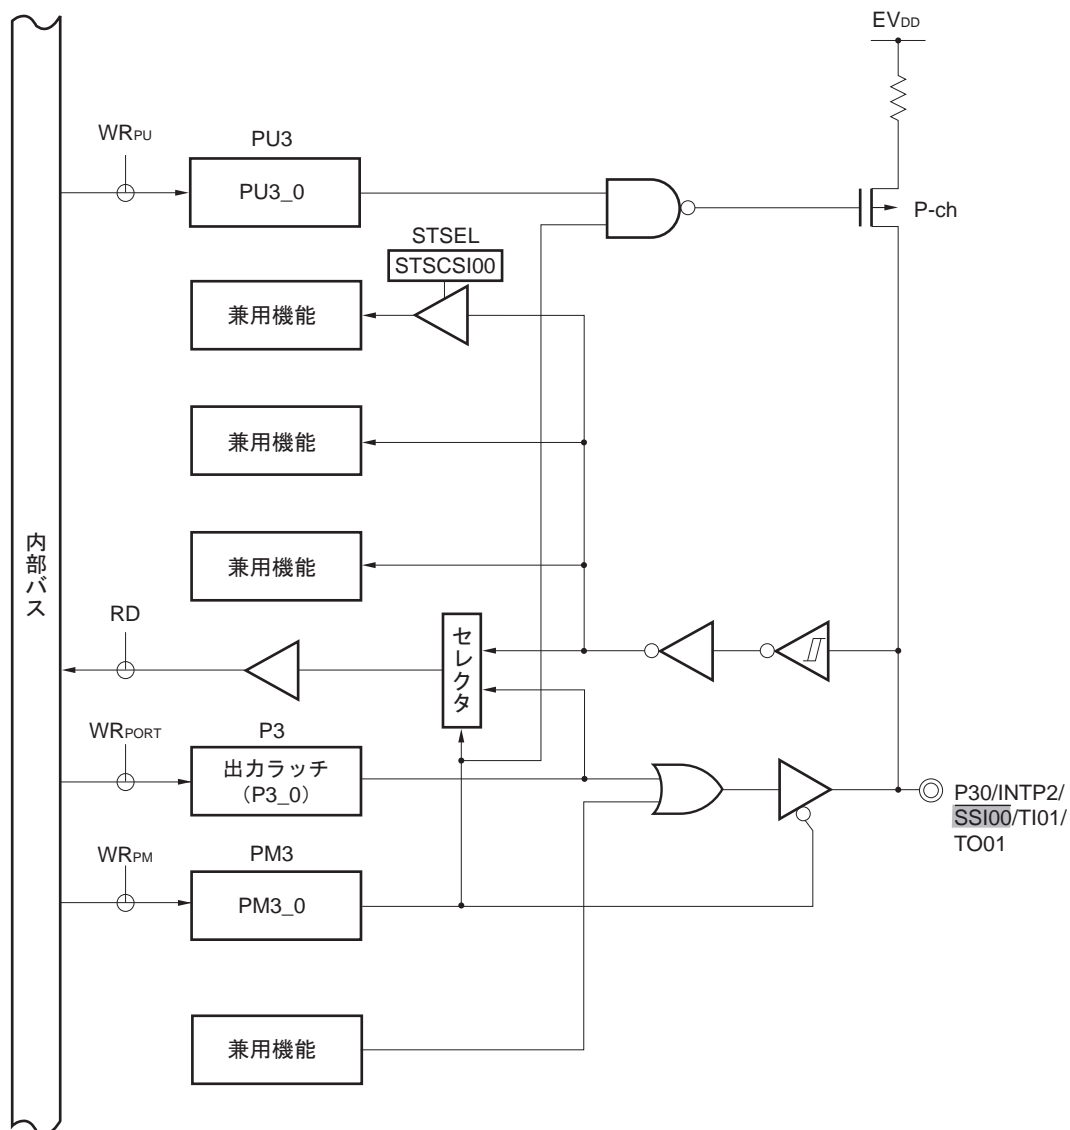 EVDD
WRPU
PU3
PU3_0
P-ch
STSEL
STSCSI00
兼用機能
兼用機能
兼用機能
内部バス
RD
セレクタ
WRPORT
P3
出力ラッチ
（P3_0）
P30/INTP2/
SSI00/TI01/
TO01
WRPM
PM3
PM3_0
兼用機能